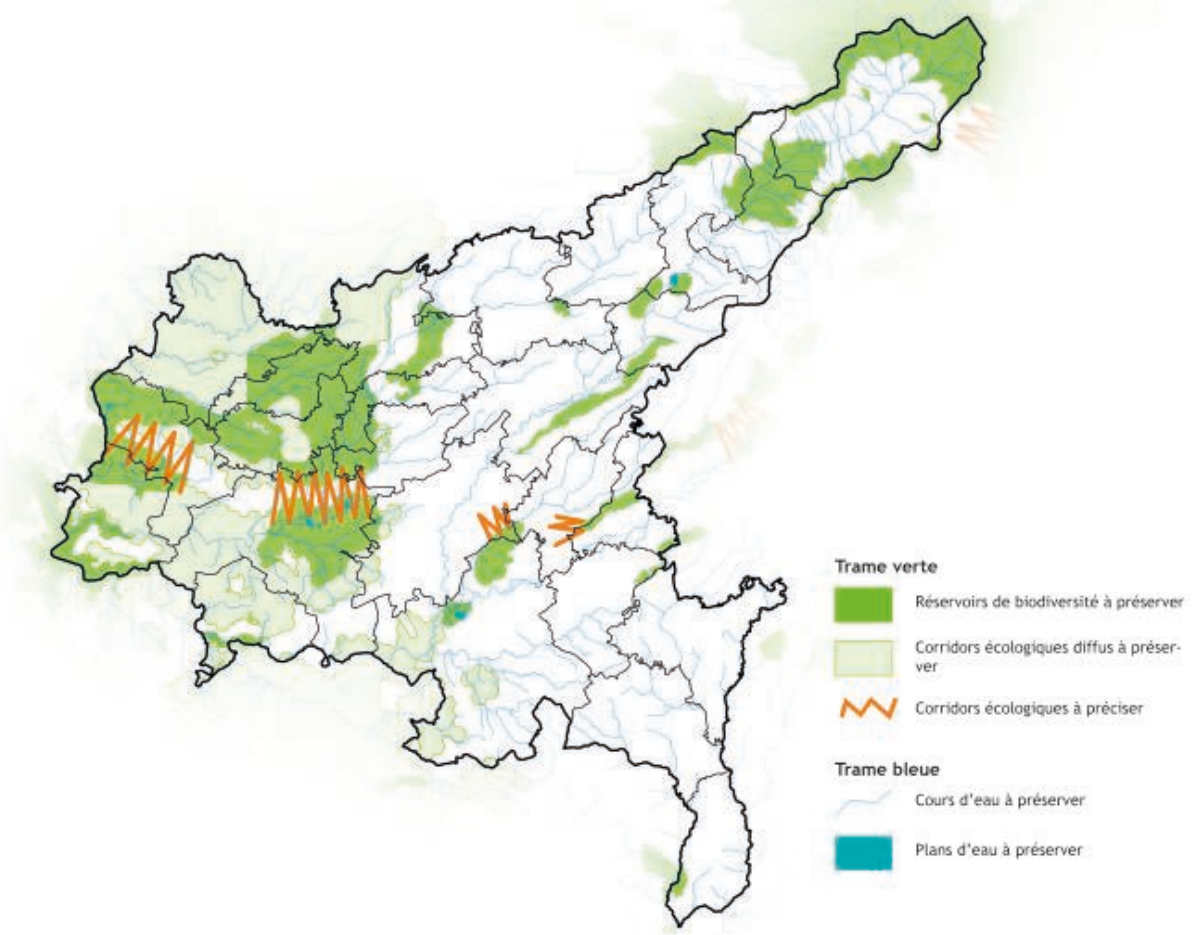 Trame verte
Réservoirs de biodiversité à préserver
Corridors écologiques diffus à préser-
ver
Corridors écologiques à préciser
Trame bleue
Cours d'eau à préserver
Plans d'eau à préserver